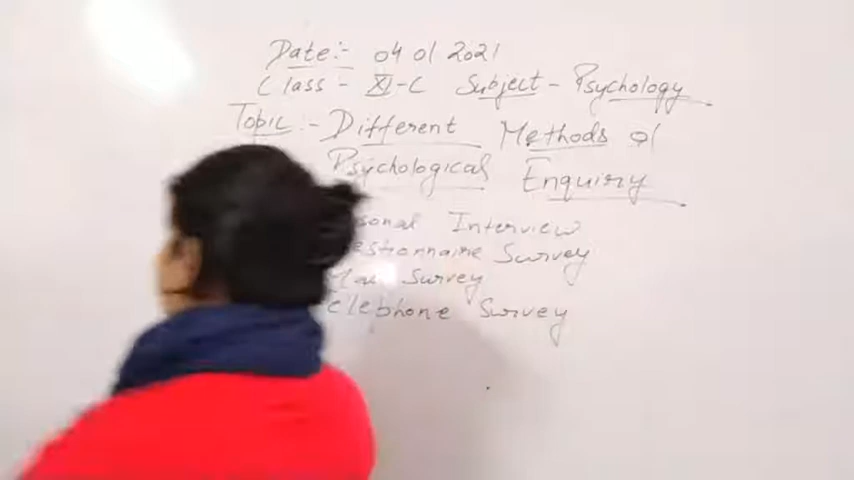 Date:- 04 01 2021
Class - XI-C Subject - Psychology
Topic:- Different Methods of
Psychological Enquiry
sonal Interview
estionnaire Survey
Survey
elephone Survey